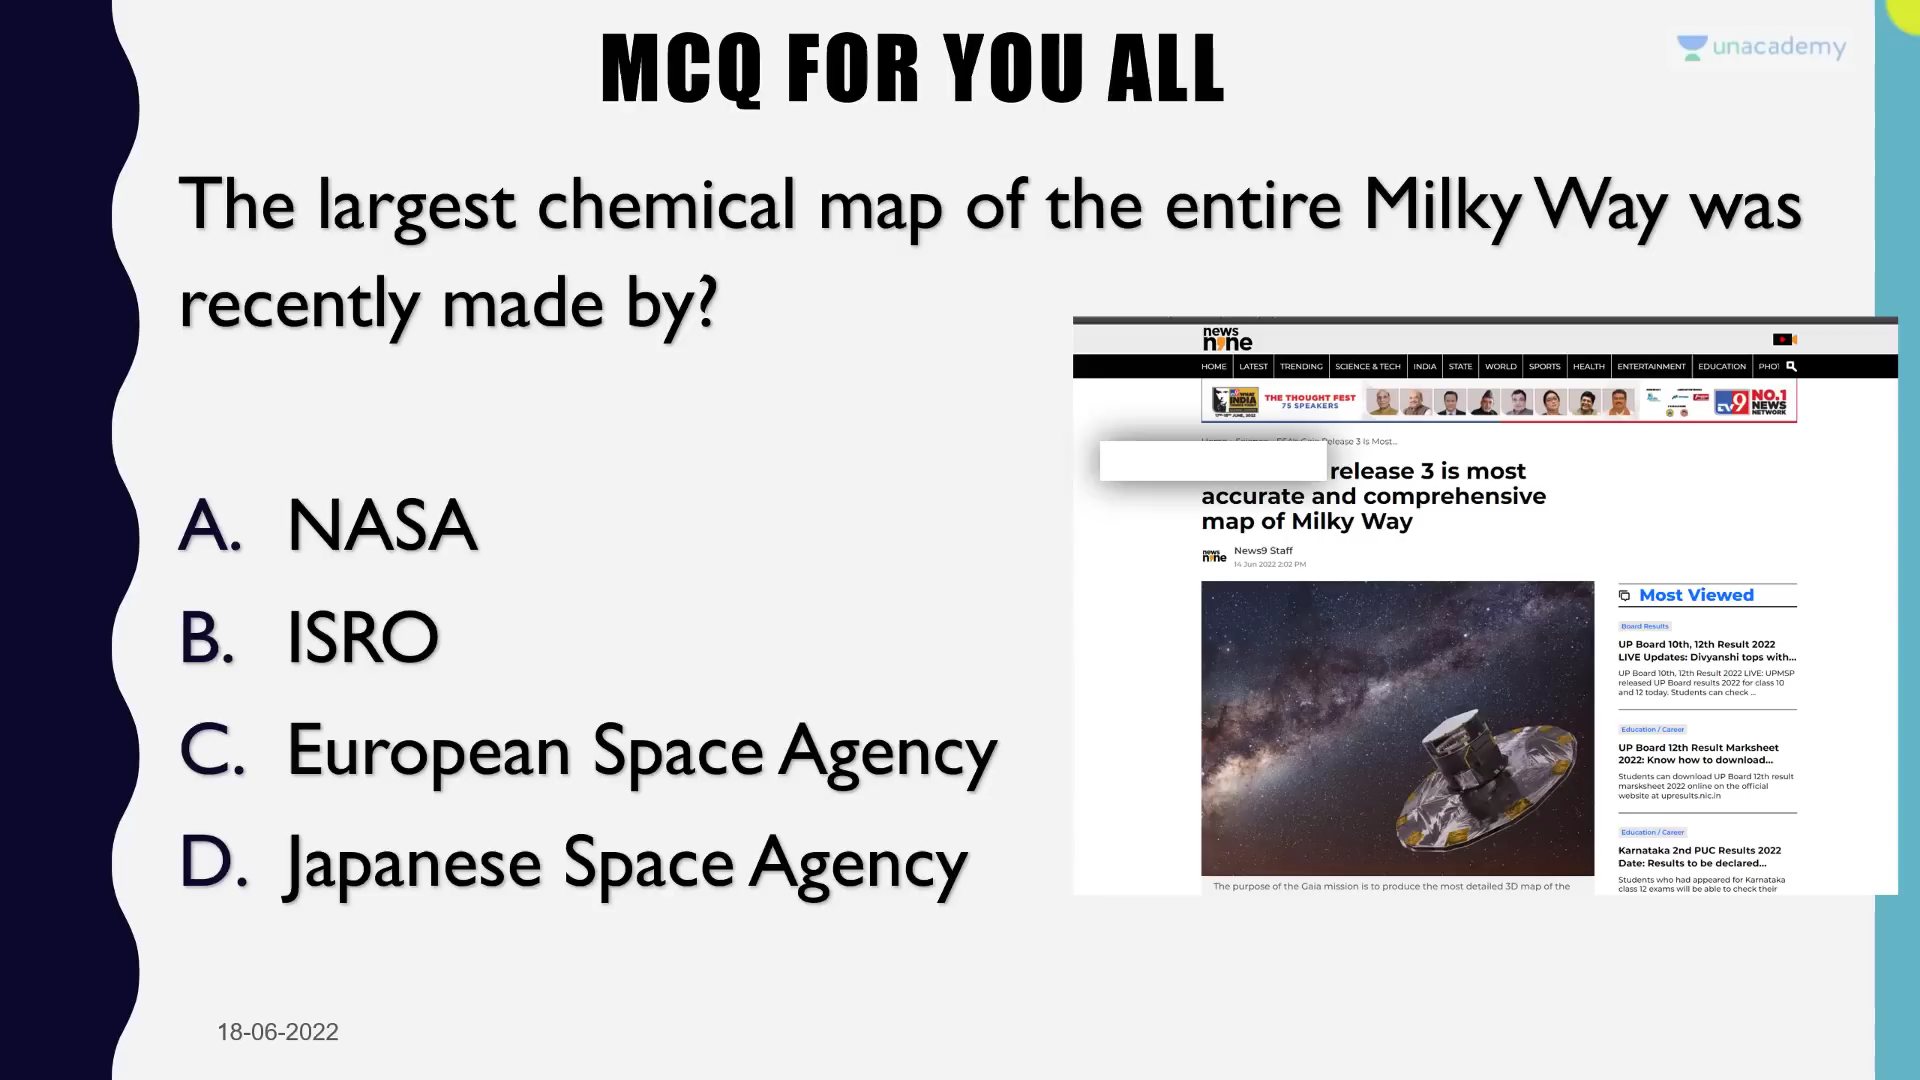 MCQ FOR YOU ALL
unacademy
The largest chemical map of the entire Milky Way was
recently made by?
A. NASA
B. ISRO
C. European Space Agency
D. Japanese Space Agency
18-06-2022
news
n9ne
HOME LATEST TRENDING SCIENCE & TECH INDIA STATE WORLD SPORTS HEALTH ENTERTAINMENT EDUCATION PHOT
THE THOUGHT FEST
75 SPEAKERS
TV9 NO.1
NEWS
NETWORK
Release 3 Is Most...
release 3 is most
accurate and comprehensive
map of Milky Way
News9 Staff
14 Jun 2022 2:02 PM
The purpose of the Gaia mission is to produce the most detailed 3D map of the
Most Viewed
Board Results
UP Board 10th, 12th Result 2022
LIVE Updates: Divyanshi tops with...
UP Board 10th, 12th Result 2022 LIVE: UPMSP
released UP Board results 2022 for class 10
and 12 today. Students can check ...
Education / Career
UP Board 12th Result Marksheet
2022: Know how to download...
Students can download UP Board 12th result
marsksheet 2022 online on the official
website at upresults.nic.in
Education / Career
Karnataka 2nd PUC Results 2022
Date: Results to be declared...
Students who had appeared for Karnataka
class 12 exams will be able to check their